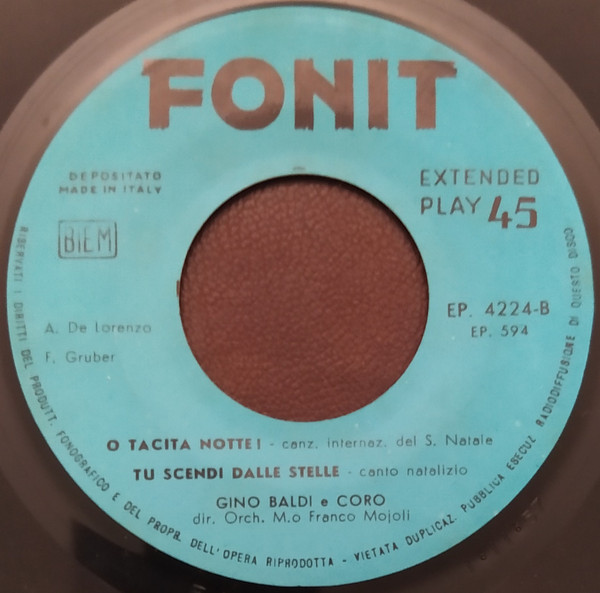 FONIT
DEPOSITATO
MADE IN ITALY
BIEM
EXTENDED
PLAY 45
EP. 4224-B
EP. 594
A. De Lorenzo
F. Gruber
O TACITA NOTTE! - canz. internaz. del S. Natale
TU SCENDI DALLE STELLE - canto natalizio
GINO BALDI e CORO
dir. Orch. M.o Franco Mojoli
RISERVATI I DIRITTI DEL PRODUTT. FONOGRAFICO E DEL PROPR. DELL'OPERA RIPRODOTTA - VIETATA DUPLICAZ. PUBBLICA ESECUZ. RADIODIFFUSIONE DI QUESTO DISCO